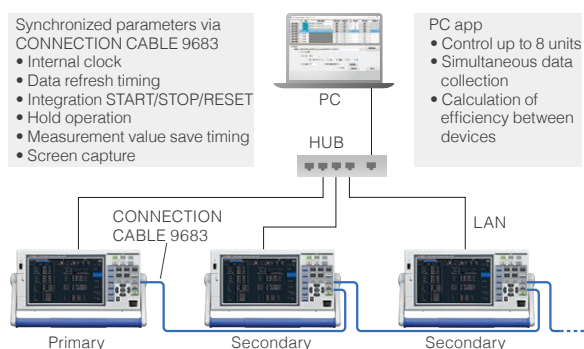 Synchronized parameters via
CONNECTION CABLE 9683
• Internal clock
• Data refresh timing
• Integration START/STOP/RESET
• Hold operation
• Measurement value save timing
• Screen capture
PC app
• Control up to 8 units
• Simultaneous data
collection
• Calculation of
efficiency between
devices
PC
HUB
CONNECTION
CABLE 9683
LAN
Primary
Secondary
Secondary